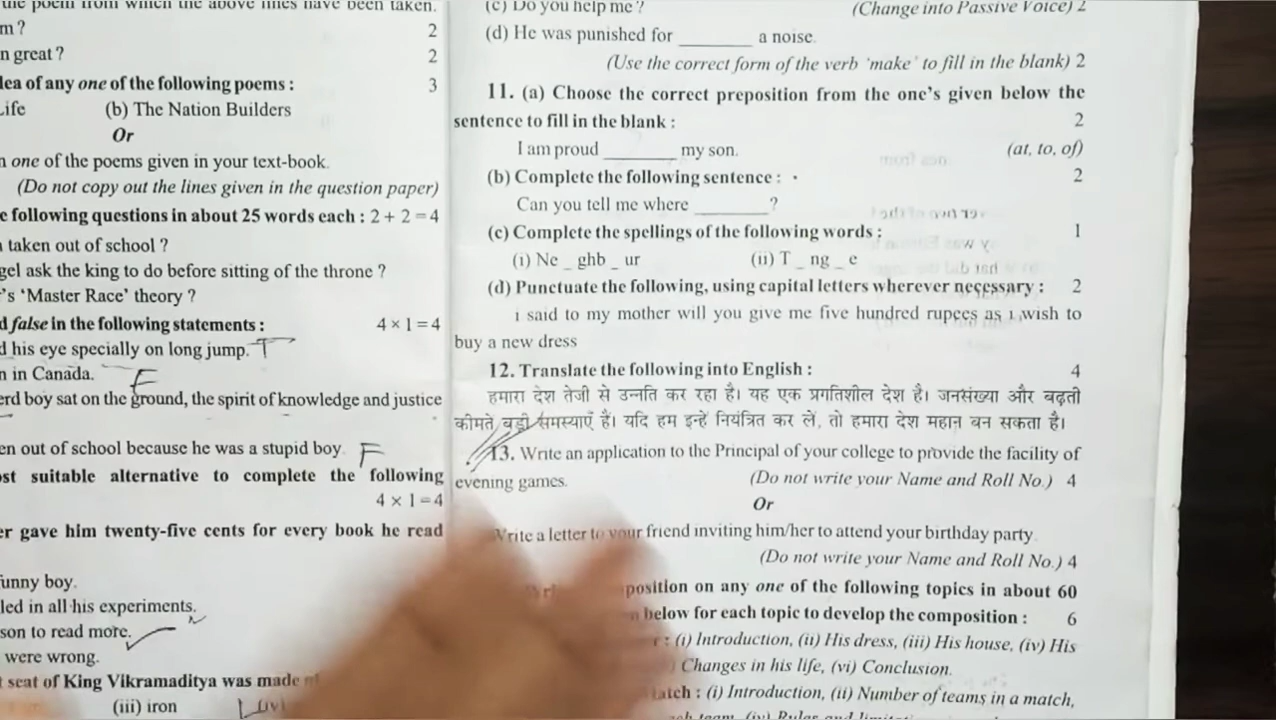 the poem from which the above lines have been taken.
m? 2
n great? 2
dea of any one of the following poems : 3
Life (b) The Nation Builders
Or
n one of the poems given in your text-book.
(Do not copy out the lines given in the question paper)
e following questions in about 25 words each : 2 + 2 = 4
taken out of school ?
gel ask the king to do before sitting of the throne ?
's 'Master Race' theory ?
d false in the following statements : 4 × 1 = 4
d his eye specially on long jump. T
n in Canada. F
erd boy sat on the ground, the spirit of knowledge and justice
en out of school because he was a stupid boy. F
ost suitable alternative to complete the following
4 × 1 = 4
er gave him twenty-five cents for every book he read
funny boy.
led in all his experiments.
son to read more.
were wrong.
t seat of King Vikramaditya was made
(iii) iron (iv)
(c) Do you help me? (Change into Passive Voice) 2
(d) He was punished for ______ a noise.
(Use the correct form of the verb 'make' to fill in the blank) 2
11. (a) Choose the correct preposition from the one's given below the
sentence to fill in the blank : 2
I am proud ______ my son. (at, to, of)
(b) Complete the following sentence : 2
Can you tell me where ______?
(c) Complete the spellings of the following words : 1
(i) Ne _ ghb _ ur (ii) T _ ng _ e
(d) Punctuate the following, using capital letters wherever necessary : 2
i said to my mother will you give me five hundred rupees as i wish to
buy a new dress
12. Translate the following into English : 4
हमारा देश तेजी से उन्नति कर रहा है। यह एक प्रगतिशील देश है। जनसंख्या और बढ़ती
कीमतें बड़ी समस्याएँ हैं। यदि हम इन्हें नियंत्रित कर लें, तो हमारा देश महान् बन सकता है।
13. Write an application to the Principal of your college to provide the facility of
evening games. (Do not write your Name and Roll No.) 4
Or
Write a letter to your friend inviting him/her to attend your birthday party.
(Do not write your Name and Roll No.) 4
position on any one of the following topics in about 60
below for each topic to develop the composition : 6
: (i) Introduction, (ii) His dress, (iii) His house, (iv) His
Changes in his life, (vi) Conclusion.
atch : (i) Introduction, (ii) Number of teams in a match,